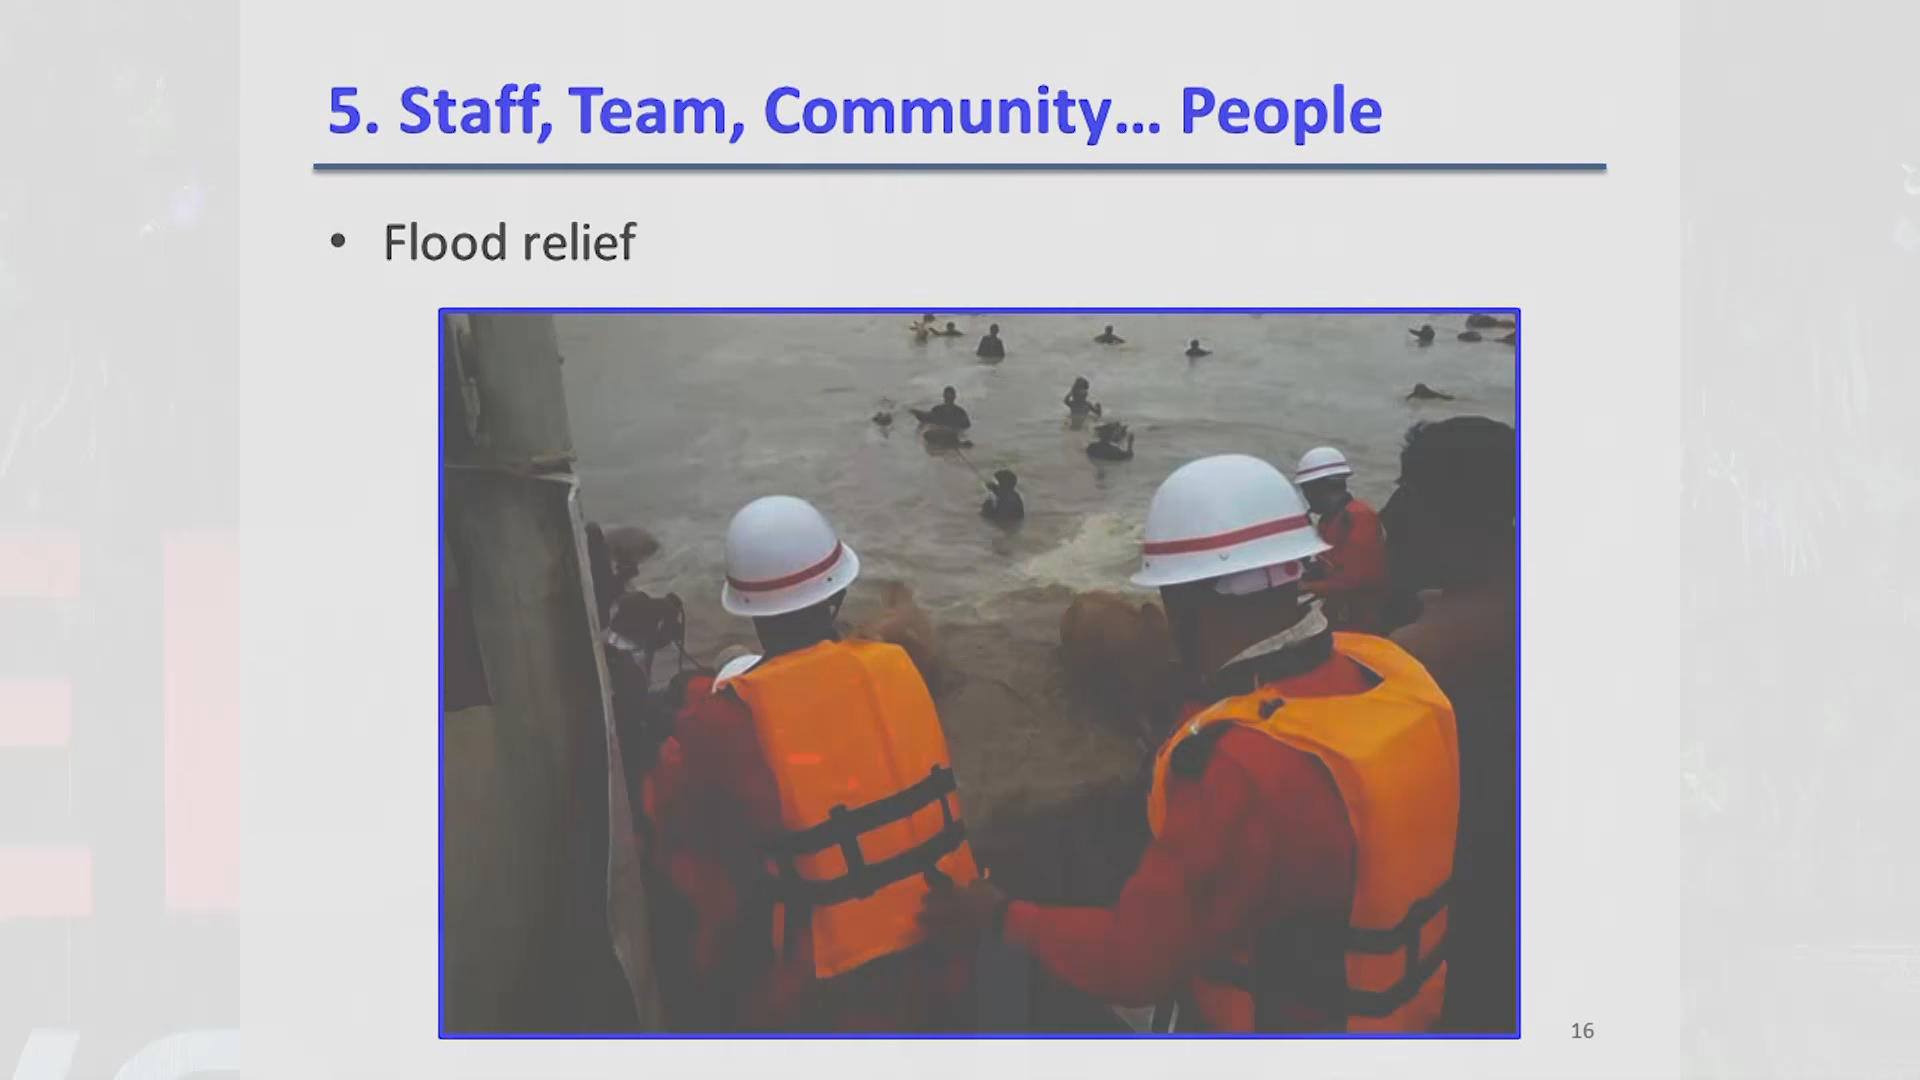 5. Staff, Team, Community... People
• Flood relief
16